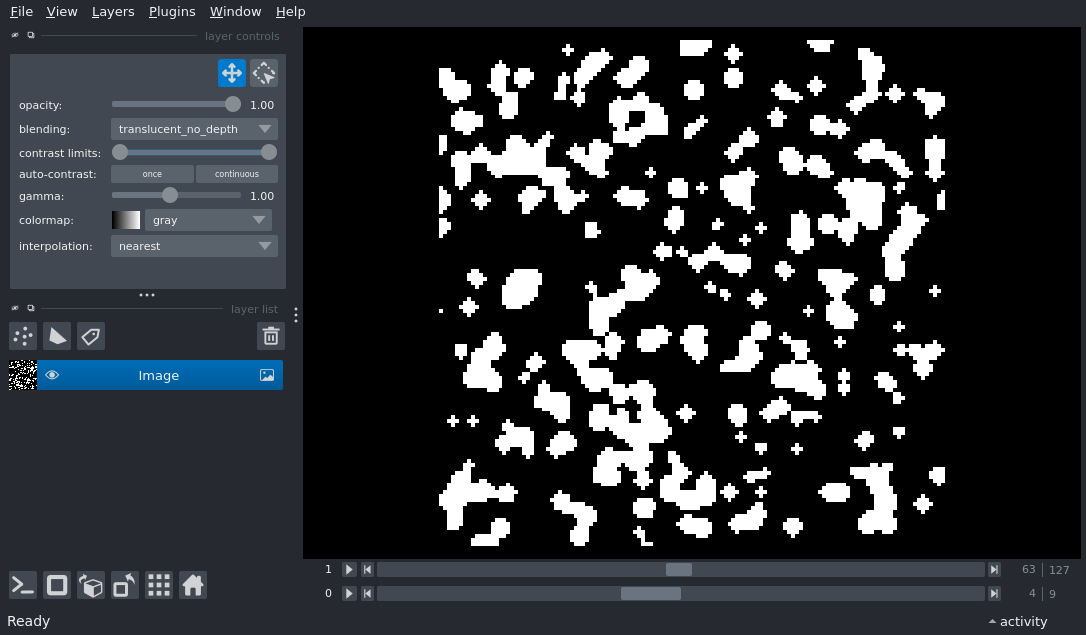 File View Layers Plugins Window Help
layer controls
opacity: 1.00
blending: translucent_no_depth
contrast limits:
auto-contrast: once continuous
gamma: 1.00
colormap: gray
interpolation: nearest
layer list
Image
1 63 127
0 4 9
Ready activity